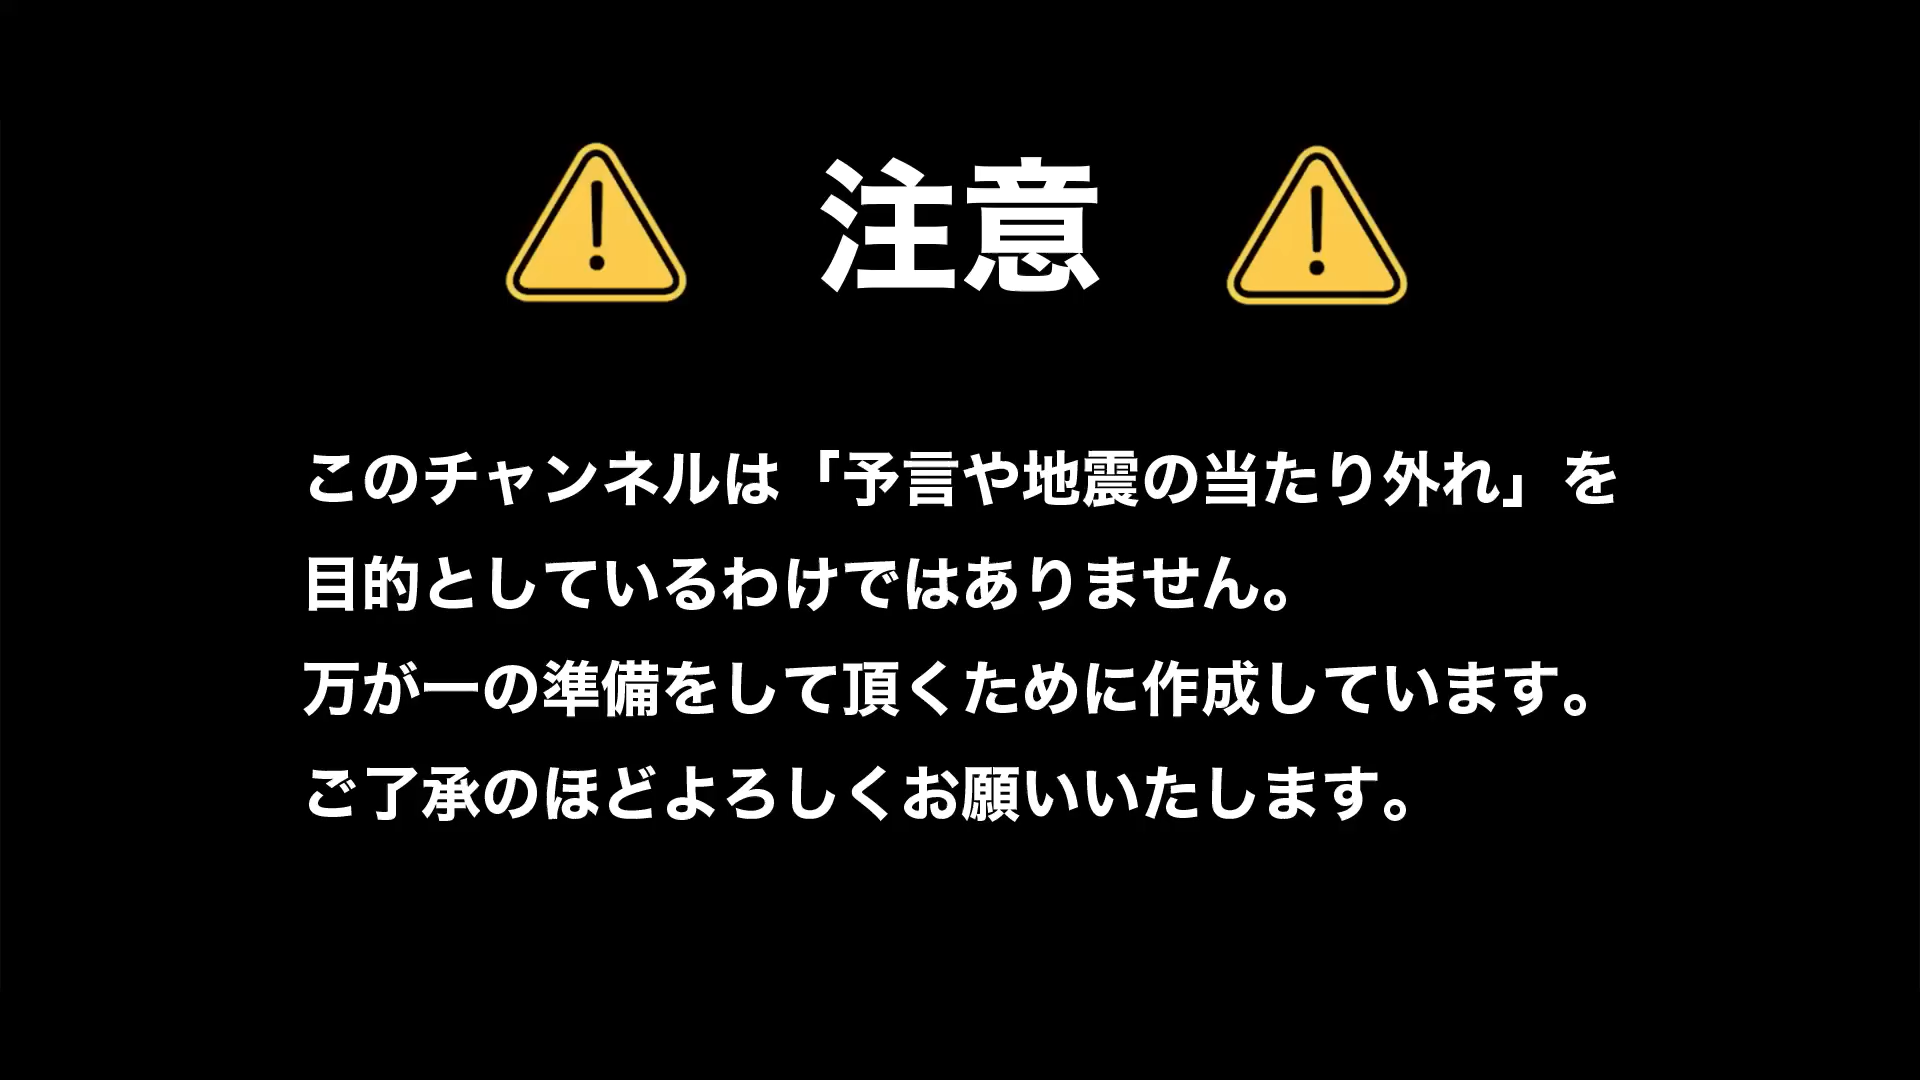 注意
このチャンネルは「予言や地震の当たり外れ」を
目的としているわけではありません。
万が一の準備をして頂くために作成しています。
ご了承のほどよろしくお願いいたします。